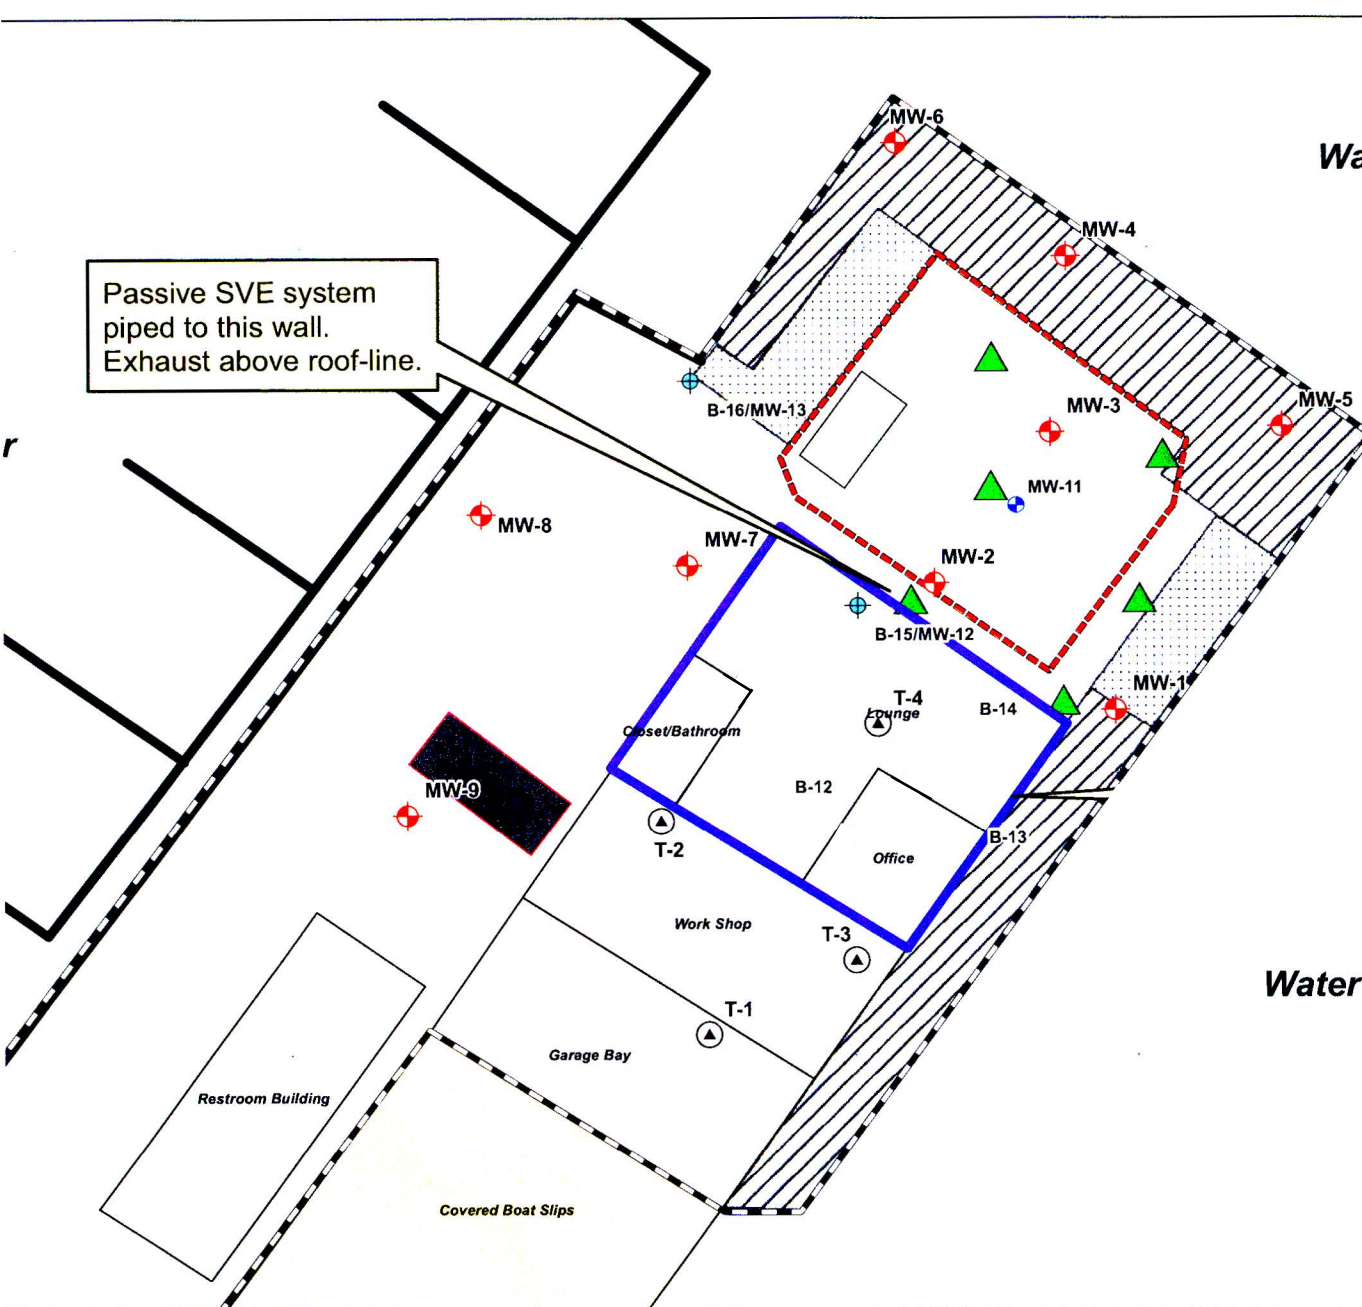 MW-6
Wa
MW-4
Passive SVE system
piped to this wall.
Exhaust above roof-line.
MW-5
MW-3
B-16/MW-13
r
MW-11
MW-8
MW-7
MW-2
B-15/MW-12
MW-1
T-4
Lounge
B-14
Closet/Bathroom
B-12
MW-9
B-13
T-2
Office
Work Shop
T-3
Water
T-1
Garage Bay
Restroom Building
Covered Boat Slips